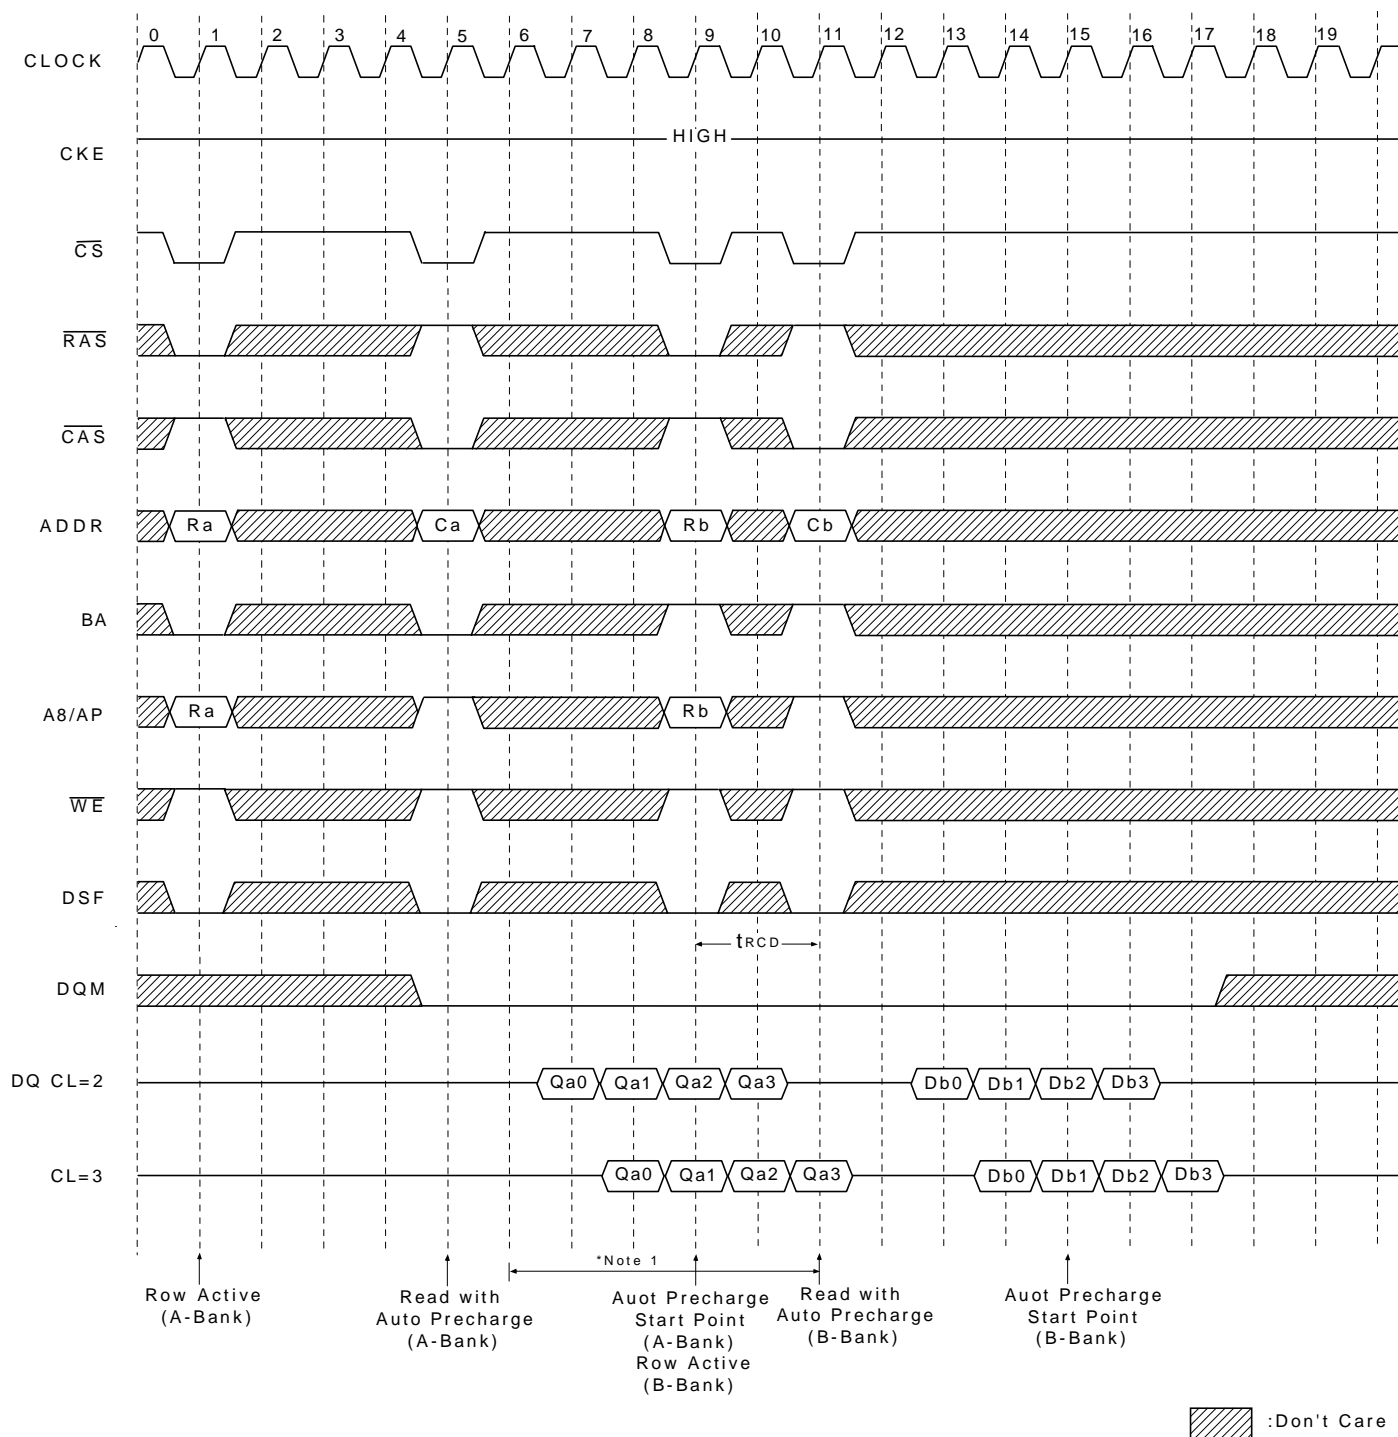 0 1 2 3 4 5 6 7 8 9 10 11 12 13 14 15 16 17 18 19
CLOCK
HIGH
CKE
CS
RAS
CAS
ADDR Ra Ca Rb Cb
BA
A8/AP Ra Rb
WE
DSF
tRCD
DQM
DQ CL=2 Qa0 Qa1 Qa2 Qa3 Db0 Db1 Db2 Db3
CL=3 Qa0 Qa1 Qa2 Qa3 Db0 Db1 Db2 Db3
*Note 1
Row Active
(A-Bank)
Read with
Auto Precharge
(A-Bank)
Auot Precharge
Start Point
(A-Bank)
Row Active
(B-Bank)
Read with
Auto Precharge
(B-Bank)
Auot Precharge
Start Point
(B-Bank)
:Don't Care